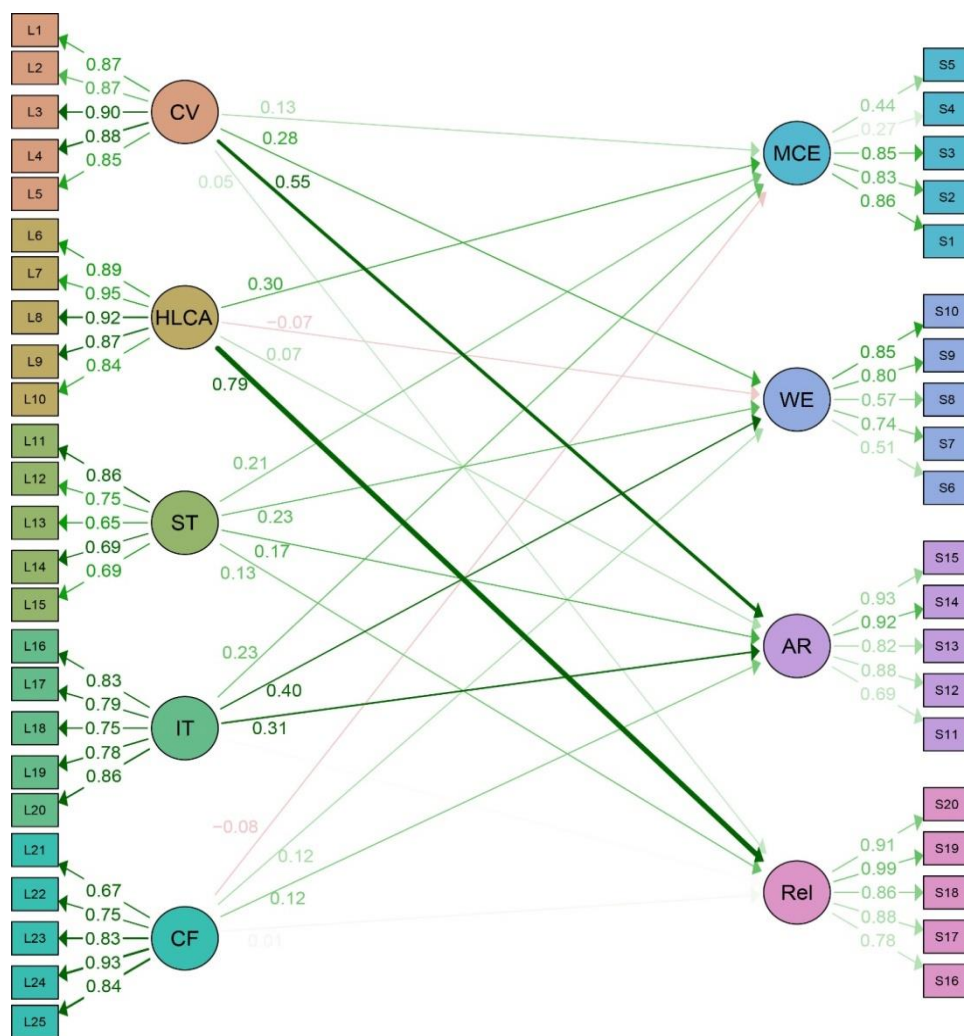 L1
L2
L3
L4
L5
0.87
0.87
0.90
0.88
0.85
CV
L6
L7
L8
L9
L10
0.89
0.95
0.92
0.87
0.84
HLCA
L11
L12
L13
L14
L15
0.86
0.75
0.65
0.69
0.69
ST
L16
L17
L18
L19
L20
0.83
0.79
0.75
0.78
0.86
IT
L21
L22
L23
L24
L25
0.67
0.75
0.83
0.93
0.84
CF
0.13
0.28
0.55
0.05
0.30
−0.07
0.07
0.79
0.21
0.23
0.17
0.13
0.23
0.40
0.31
−0.08
0.12
0.12
0.01
MCE
0.44
0.27
0.85
0.83
0.86
S5
S4
S3
S2
S1
WE
0.85
0.80
0.57
0.74
0.51
S10
S9
S8
S7
S6
AR
0.93
0.92
0.82
0.88
0.69
S15
S14
S13
S12
S11
Rel
0.91
0.99
0.86
0.88
0.78
S20
S19
S18
S17
S16